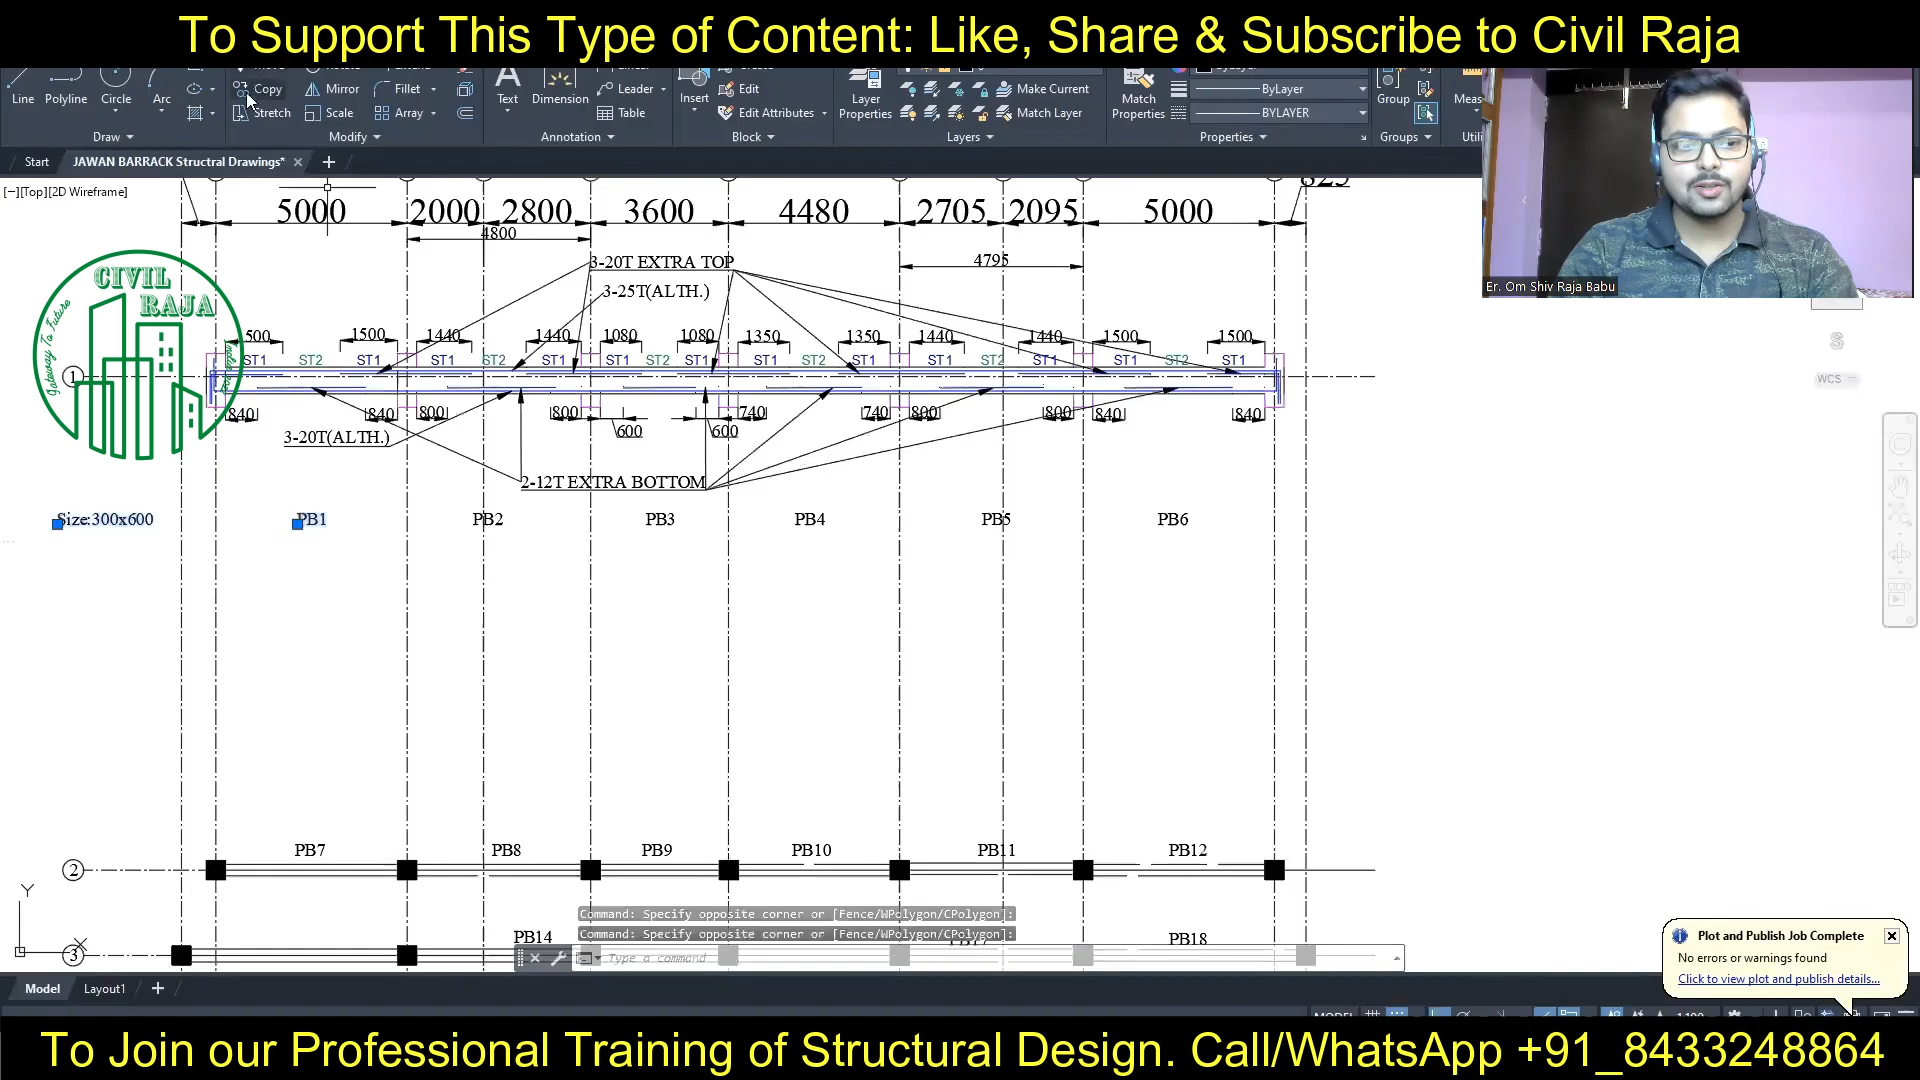 To Support This Type of Content: Like, Share & Subscribe to Civil Raja
Line Polyline Circle Arc
Copy Mirror Fillet
Stretch Scale Array
Text Dimension Leader Table
Insert Edit
Edit Attributes
Layer Properties Make Current
Match Layer
Match Properties ByLayer
BYLAYER
Group
Draw Modify Annotation Block Layers Properties Groups
Start JAWAN BARRACK Structral Drawings*
[−][Top][2D Wireframe]
5000 2000 2800 3600 4480 2705 2095 5000
4800
4795
3-20T EXTRA TOP
3-25T(ALTH.)
1500 1440 1440 1080 1080 1350 1350 1440 1440 1500 1500
ST1 ST2 ST1 ST1 ST2 ST1 ST1 ST2 ST1 ST1 ST2 ST1 ST1 ST2 ST1 ST1 ST2 ST1
1
840 840 800 800 740 740 800 800 840 840
600 600
3-20T(ALTH.)
2-12T EXTRA BOTTOM
CIVIL
RAJA
Gateway To Future
Size:300x600 PB1 PB2 PB3 PB4 PB5 PB6
PB7 PB8 PB9 PB10 PB11 PB12
2
PB14 PB17 PB18
3
Y
X
Command: Specify opposite corner or [Fence/WPolygon/CPolygon]:
Command: Specify opposite corner or [Fence/WPolygon/CPolygon]:
Type a command
Er. Om Shiv Raja Babu
S
WCS
Plot and Publish Job Complete
No errors or warnings found
Click to view plot and publish details...
Model Layout1
To Join our Professional Training of Structural Design. Call/WhatsApp +91_8433248864